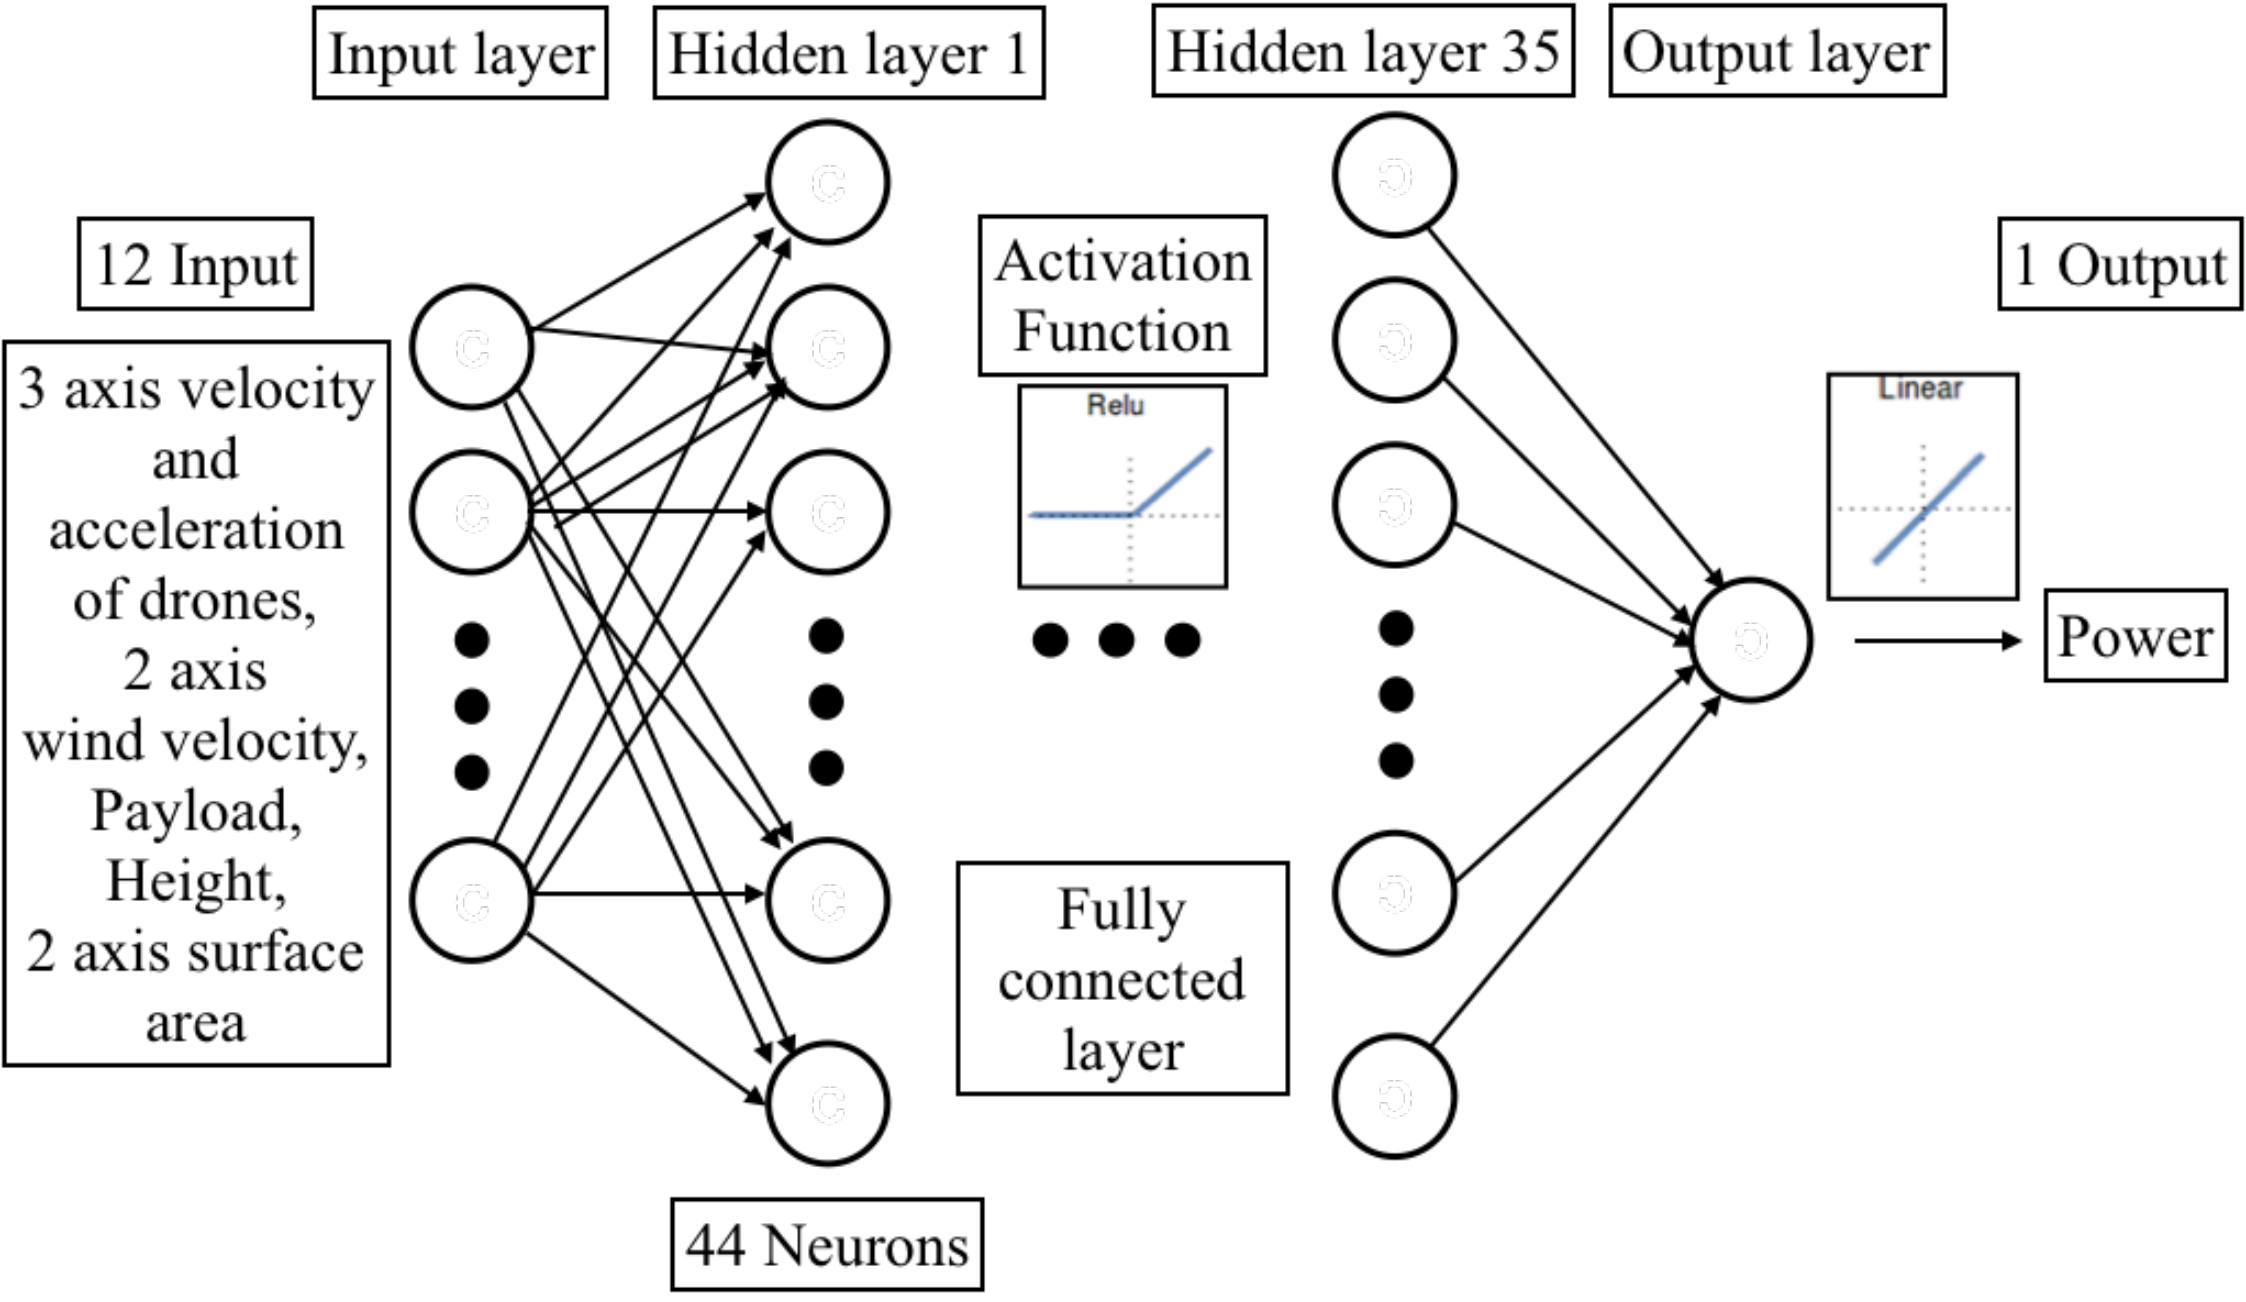 Input layer
Hidden layer 1
Hidden layer 35
Output layer
12 Input
3 axis velocity
and
acceleration
of drones,
2 axis
wind velocity,
Payload,
Height,
2 axis surface
area
Activation
Function
Relu
Fully
connected
layer
44 Neurons
1 Output
Linear
Power